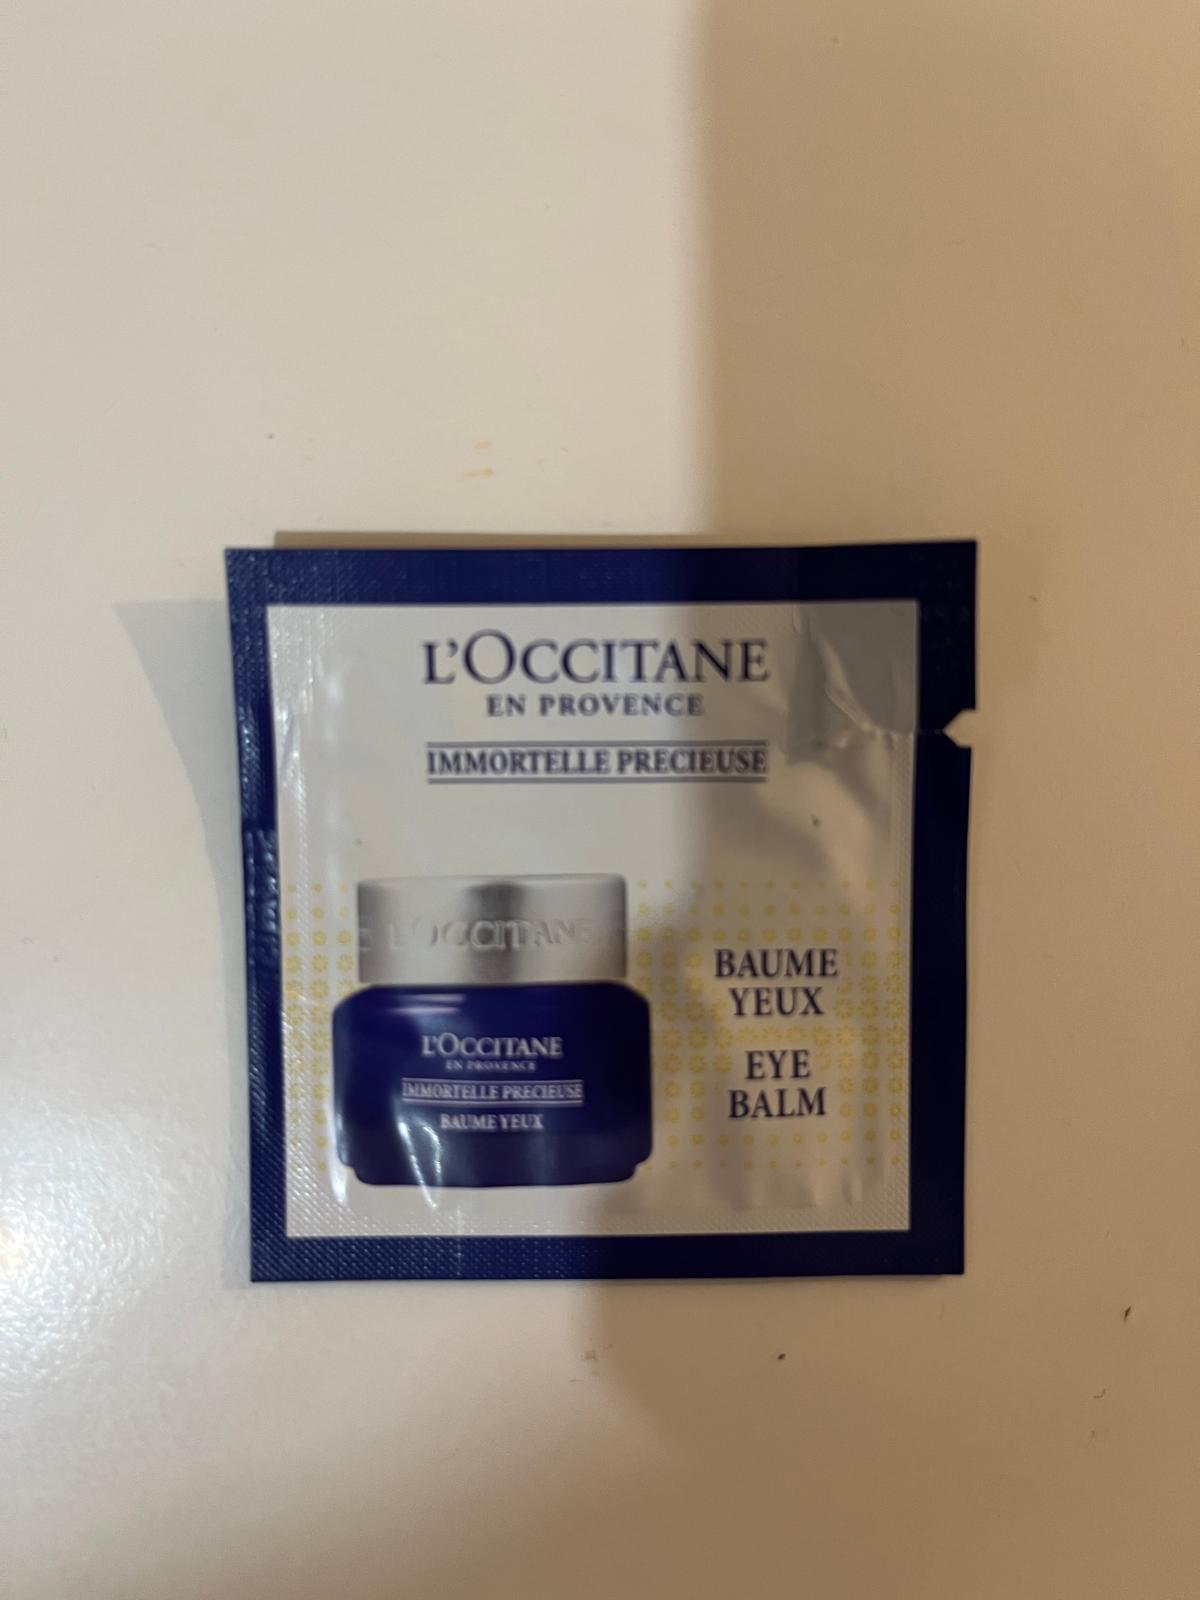 L'OCCITANE
EN PROVENCE
IMMORTELLE PRECIEUSE
L'OCCITANE
L'OCCITANE
EN PROVENCE
IMMORTELLE PRECIEUSE
BAUME YEUX
BAUME
YEUX
EYE
BALM